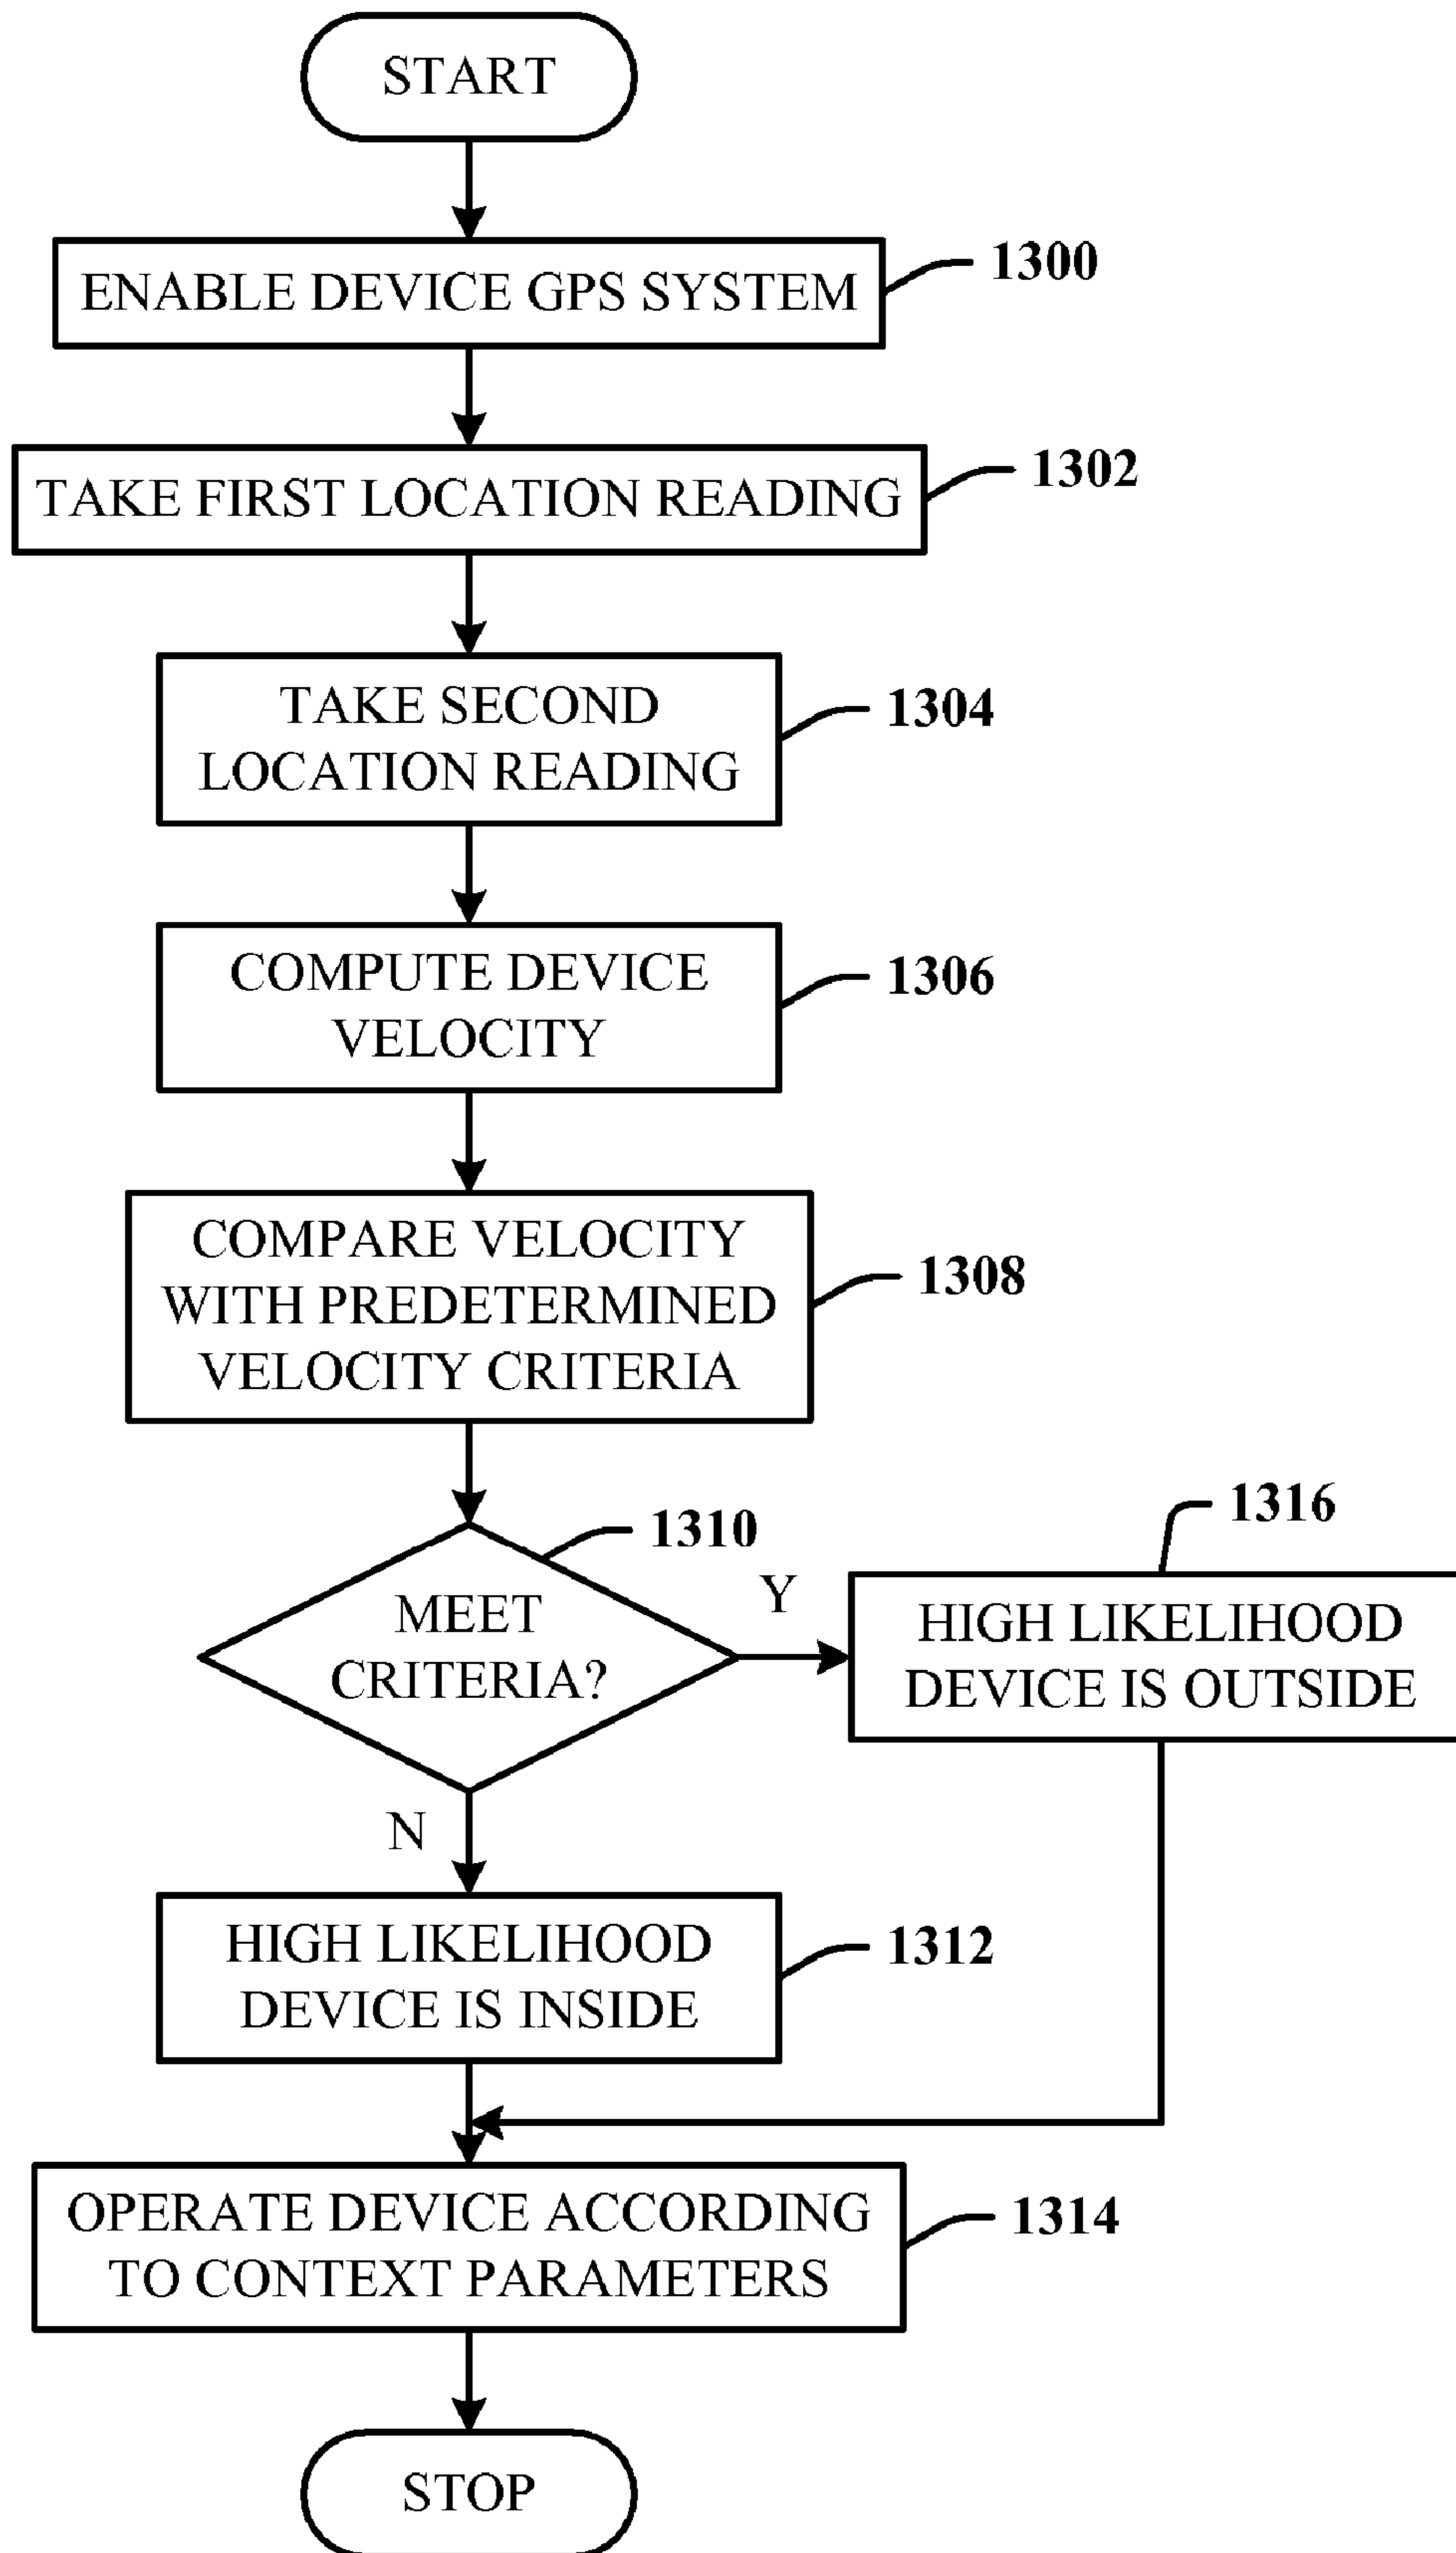 START
ENABLE DEVICE GPS SYSTEM
1300
TAKE FIRST LOCATION READING
1302
TAKE SECOND
LOCATION READING
1304
COMPUTE DEVICE
VELOCITY
1306
COMPARE VELOCITY
WITH PREDETERMINED
VELOCITY CRITERIA
1308
MEET
CRITERIA?
1310
Y
HIGH LIKELIHOOD
DEVICE IS OUTSIDE
1316
N
HIGH LIKELIHOOD
DEVICE IS INSIDE
1312
OPERATE DEVICE ACCORDING
TO CONTEXT PARAMETERS
1314
STOP